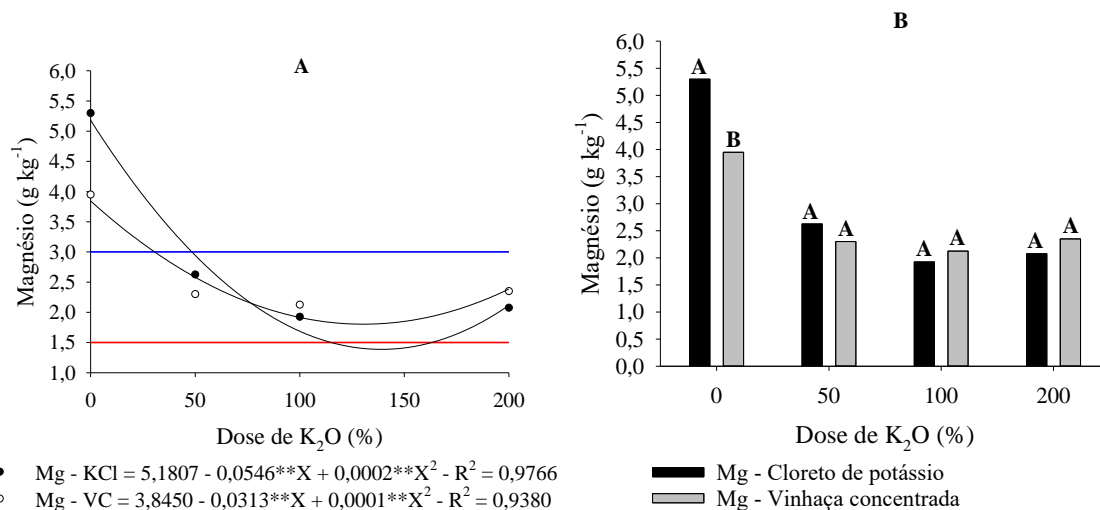 A
Magnésio (g kg⁻¹)
6,0
5,5
5,0
4,5
4,0
3,5
3,0
2,5
2,0
1,5
1,0
0 50 100 150 200
Dose de K₂O (%)
Mg - KCl = 5,1807 - 0,0546**X + 0,0002**X² - R² = 0,9766
Mg - VC = 3,8450 - 0,0313**X + 0,0001**X² - R² = 0,9380
B
Magnésio (g kg⁻¹)
6,0
5,5
5,0
4,5
4,0
3,5
3,0
2,5
2,0
1,5
1,0
0,5
0,0
A B A A A A A A
0 50 100 200
Dose de K₂O (%)
Mg - Cloreto de potássio
Mg - Vinhaça concentrada